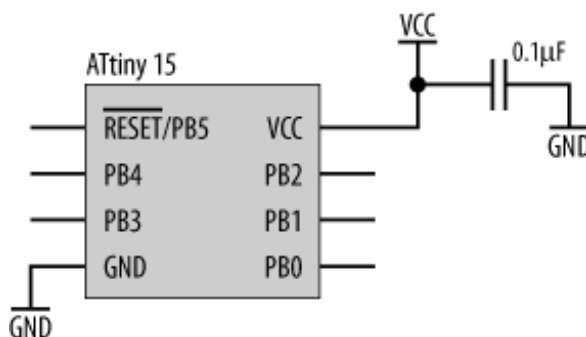 VCC
0.1µF
ATtiny 15
RESET/PB5 VCC
GND
PB4 PB2
PB3 PB1
GND PB0
GND